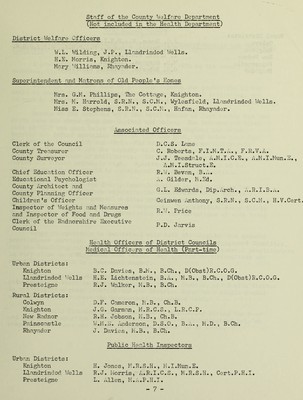 Staff of the County Welfare Department
(Not included in the Health Department)
District Welfare Officers
W.L. Wilding, J.P., Llandrindod Wells.
H.E. Morris, Knighton.
Mary Williams, Rhayader.
Superintendent and Matrons of Old People's Homes
Mrs. G.M. Phillips, The Cottage, Knighton.
Mrs. M. Harrold, S.R.N., S.C.M., Wylesfield, Llandrindod Wells.
Miss E. Stephens, S.R.N., S.C.M., Hafan, Rhayader.
Associated Officers
Clerk of the Council D.C.S. Lane
County Treasurer C. Roberts, F.I.M.T.A., F.R.V.A.
County Surveyor J.J. Teesdale, A.M.I.C.E., A.M.I.Mun.E.,
A.M.I.Struct.E.
Chief Education Officer R.W. Bevan, B.A.
Educational Psychologist A. Gilder, B.Ed.
County Architect and
County Planning Officer G.L. Edwards, Dip.Arch., A.R.I.B.A.
Children's Officer Ceinwen Anthony, S.R.N., S.C.M., H.V.Cert.
Inspector of Weights and Measures
and Inspector of Food and Drugs R.W. Price
Clerk of the Radnorshire Executive
Council P.D. Jarvis
Health Officers of District Councils
Medical Officers of Health (Part-time)
Urban Districts:
Knighton B.C. Davies, B.M., B.Ch., D(Obst)R.C.O.G.
Llandrindod Wells H.E. Lichtenstein, B.A., M.B., B.Ch., D(Obst)R.C.O.G.
Presteigne R.J. Walker, M.B., B.Ch.
Rural Districts:
Colwyn D.F. Cameron, M.B., Ch.B.
Knighton J.G. Garman, M.R.C.S., L.R.C.P.
New Radnor R.H. Jobson, M.B., Ch.B.
Painscastle W.M.E. Anderson, D.S.O., B.A., M.D., B.Ch.
Rhayader J.J. Davies, M.B., B.Ch.
Public Health Inspectors
Urban Districts:
Knighton H. Jones, M.R.S.H., M.I.Mun.E.
Llandrindod Wells R.J. Morris, A.R.I.C.S., M.R.S.H., Cert.P.H.I.
Presteigne L. Allen, M.A.P.H.I.
- 7 -